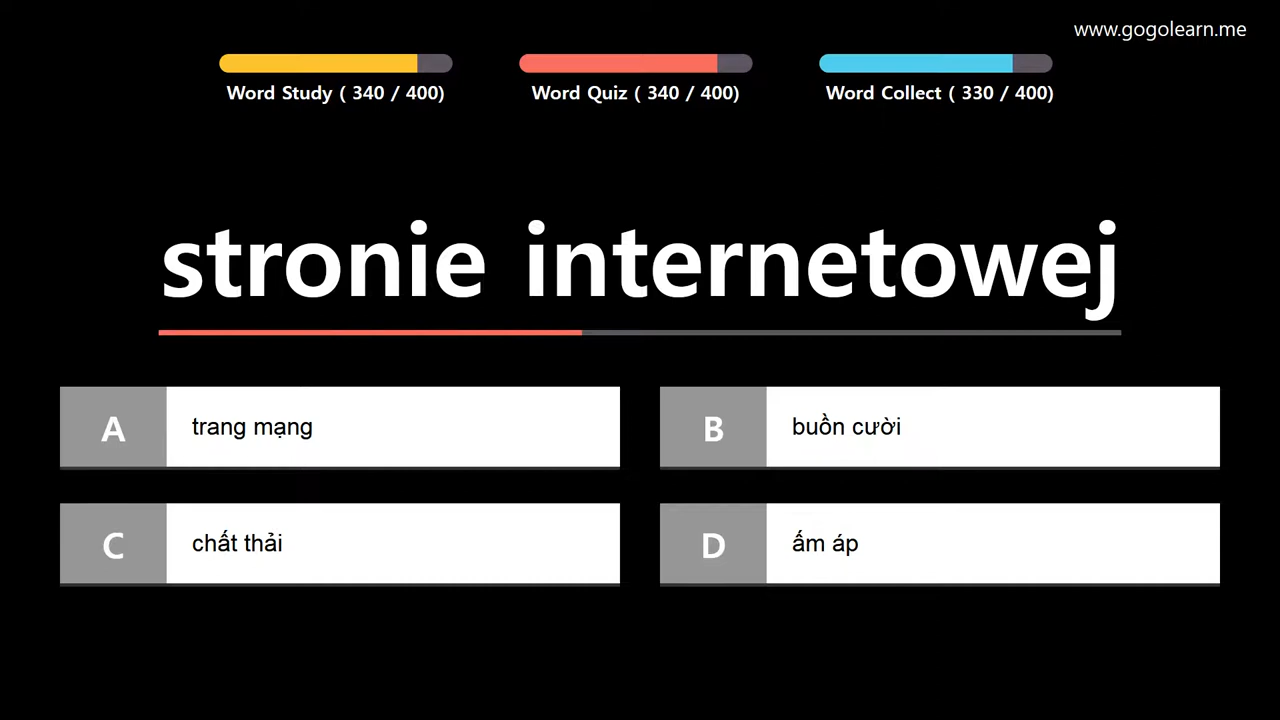 www.gogolearn.me
Word Study ( 340 / 400)
Word Quiz ( 340 / 400)
Word Collect ( 330 / 400)
stronie internetowej
A trang mạng
B buồn cười
C chất thải
D ấm áp